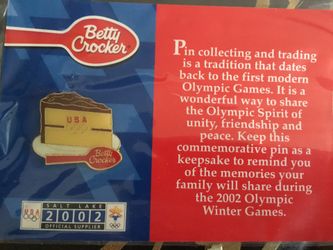 Betty
Crocker
Pin collecting and trading
is a tradition that dates
back to the first modern
Olympic Games. It is a
wonderful way to share
the Olympic Spirit of
unity, friendship and
peace. Keep this
commemorative pin as a
keepsake to remind you
of the memories your
family will share during
the 2002 Olympic
Winter Games.
USA
Betty
Crocker
USA
SALT LAKE
2002
OFFICIAL SUPPLIER